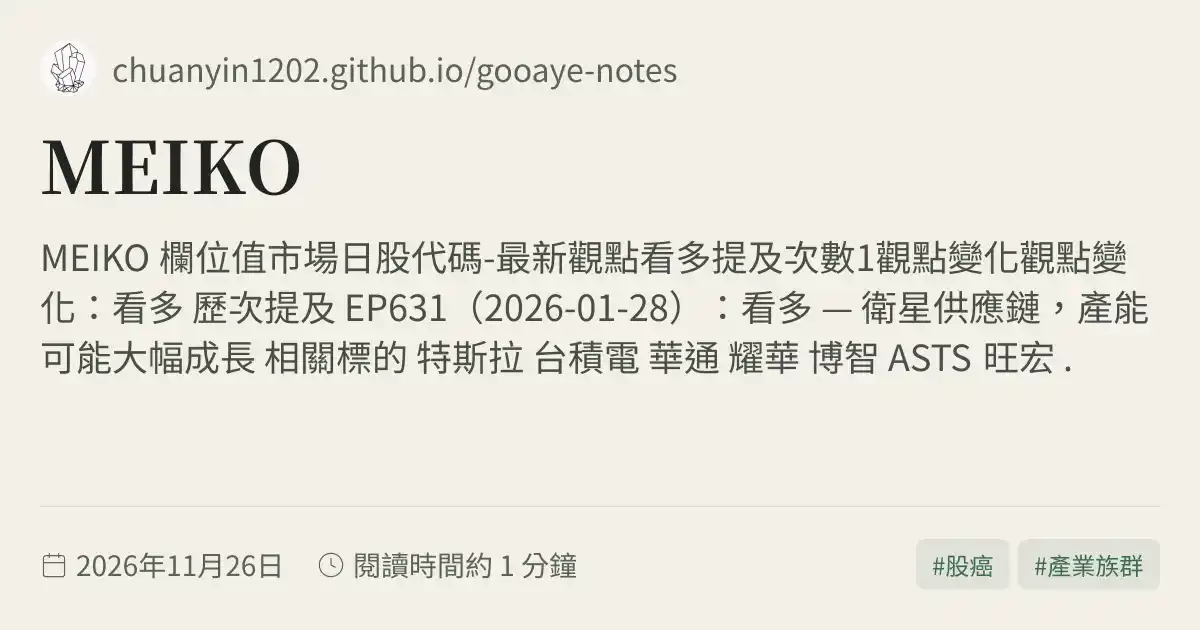 chuanyin1202.github.io/gooaye-notes
MEIKO
MEIKO 欄位值市場日股代碼-最新觀點看多提及次數1觀點變化觀點變
化：看多 歷次提及 EP631（2026-01-28）：看多 — 衛星供應鏈，產能
可能大幅成長 相關標的 特斯拉 台積電 華通 耀華 博智 ASTS 旺宏 .
2026年11月26日 閱讀時間約 1 分鐘 #股癌 #產業族群